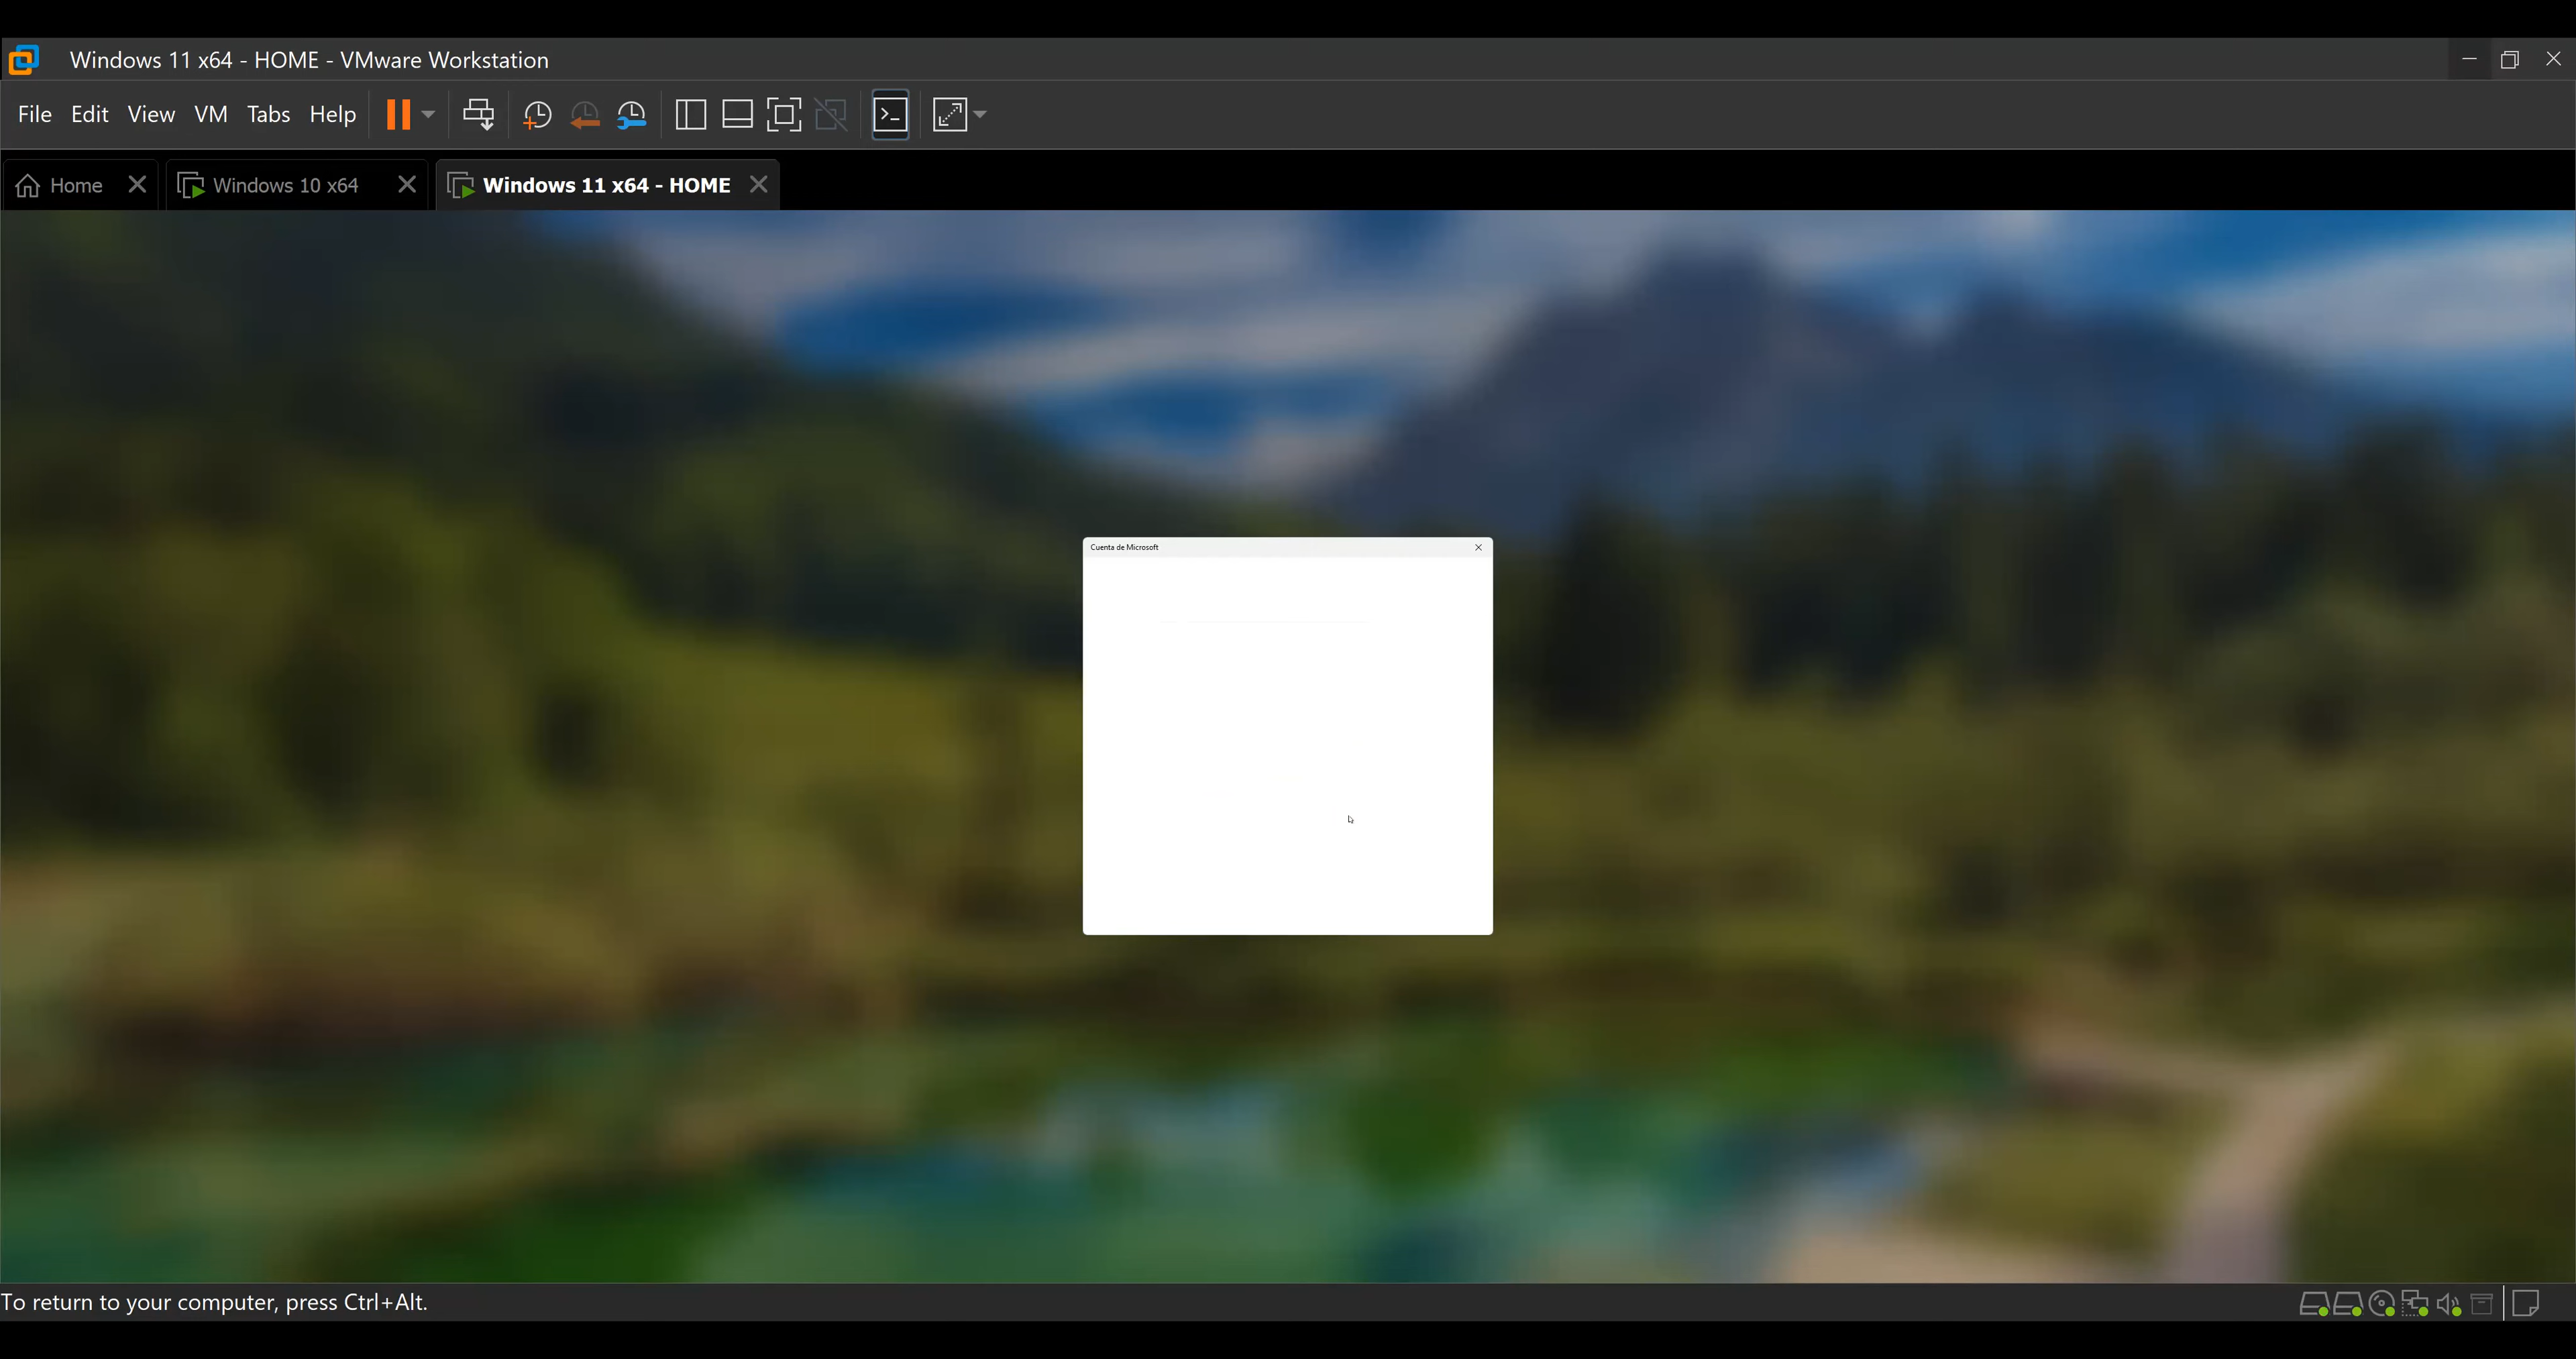 Windows 11 x64 - HOME - VMware Workstation
File Edit View VM Tabs Help
Home
Windows 10 x64
Windows 11 x64 - HOME
Cuenta de Microsoft
To return to your computer, press Ctrl+Alt.